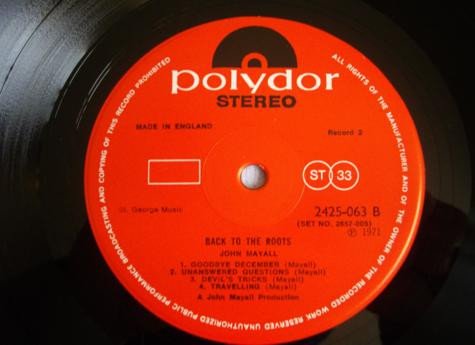 polydor
STEREO
MADE IN ENGLAND
Record 2
ST 33
St. George Music
2425-063 B
(SET NO. 2657-005)
℗ 1971
BACK TO THE ROOTS
JOHN MAYALL
1. GOODBYE DECEMBER (Mayall)
2. UNANSWERED QUESTIONS (Mayall)
3. DEVIL'S TRICKS (Mayall)
4. TRAVELLING (Mayall)
A John Mayall Production
ALL RIGHTS OF THE MANUFACTURER AND OF THE OWNER OF THE RECORDED WORK RESERVED UNAUTHORIZED PUBLIC PERFORMANCE BROADCASTING AND COPYING OF THIS RECORD PROHIBITED